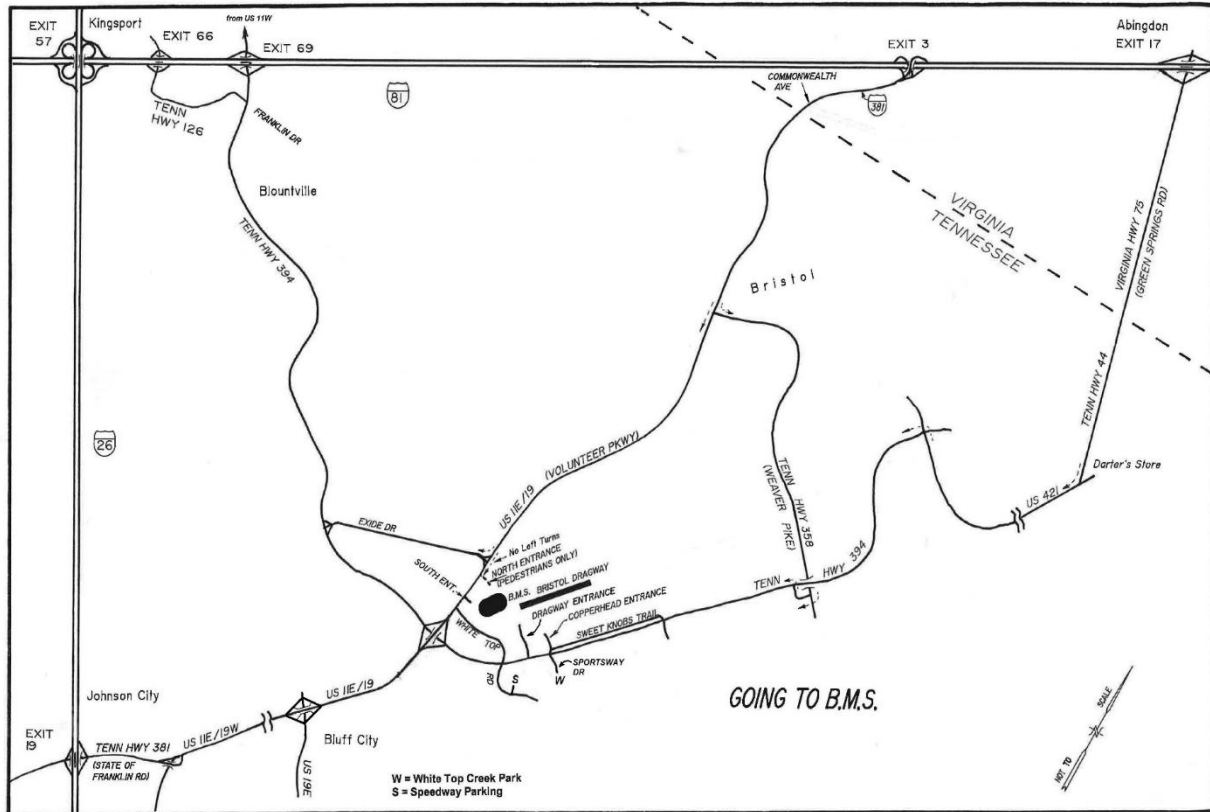 EXIT
57
Kingsport
EXIT 66
from US 11W
EXIT 69
EXIT 3
Abingdon
EXIT 17
TENN
HWY 126
FRANKLIN DR
81
COMMONWEALTH
AVE
381
Blountville
TENN HWY 394
VIRGINIA
TENNESSEE
VIRGINIA HWY 75
(GREEN SPRINGS RD)
Bristol
TENN HWY 44
Darter's Store
US 421
26
US 11E/19 (VOLUNTEER PKWY)
TENN HWY 358
(WEAVER PIKE)
EXIDE DR
No Left Turns
NORTH ENTRANCE
(PEDESTRIANS ONLY)
SOUTH ENT.
B.M.S. BRISTOL DRAGWAY
DRAGWAY ENTRANCE
COPPERHEAD ENTRANCE
SWEET KNOBS TRAIL
TENN HWY 394
WHITE TOP RD
SPORTSWAY
DR
S
W
GOING TO B.M.S.
NOT TO SCALE
Johnson City
US 11E/19
US 11E/19W
Bluff City
US 19E
EXIT
19
TENN HWY 381
(STATE OF
FRANKLIN RD)
W = White Top Creek Park
S = Speedway Parking